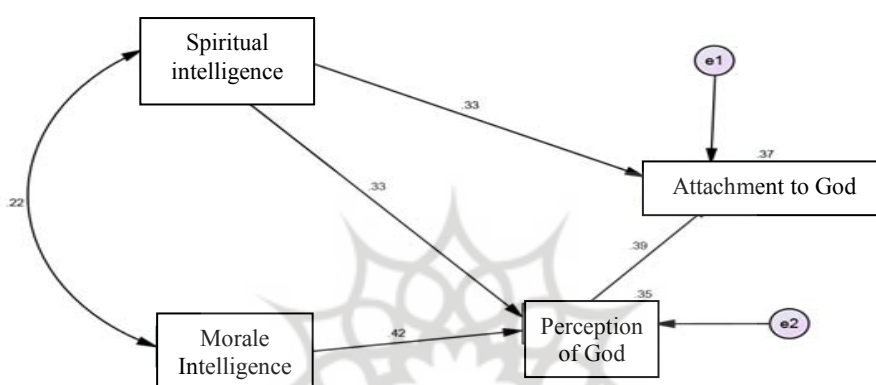 Spiritual
intelligence
e1
.33
.37
Attachment to God
.33
.22
.39
.35
Perception
of God
e2
.42
Morale
Intelligence